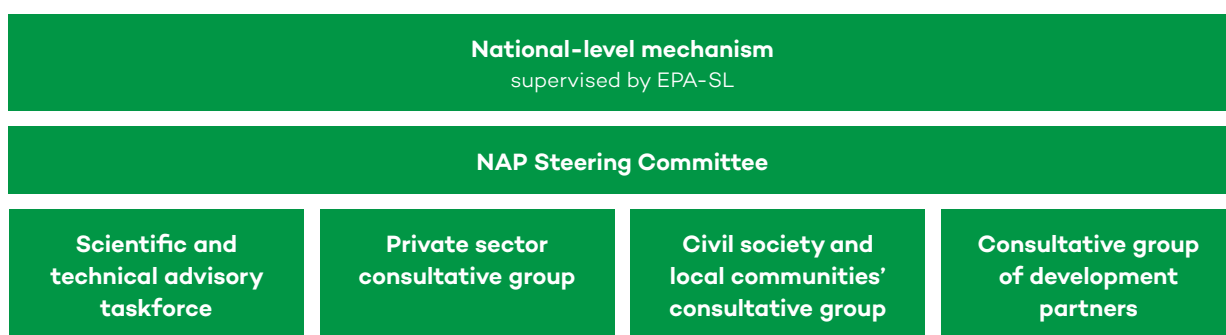 National-level mechanism
supervised by EPA-SL
NAP Steering Committee
Scientific and
technical advisory
taskforce
Private sector
consultative group
Civil society and
local communities’
consultative group
Consultative group
of development
partners